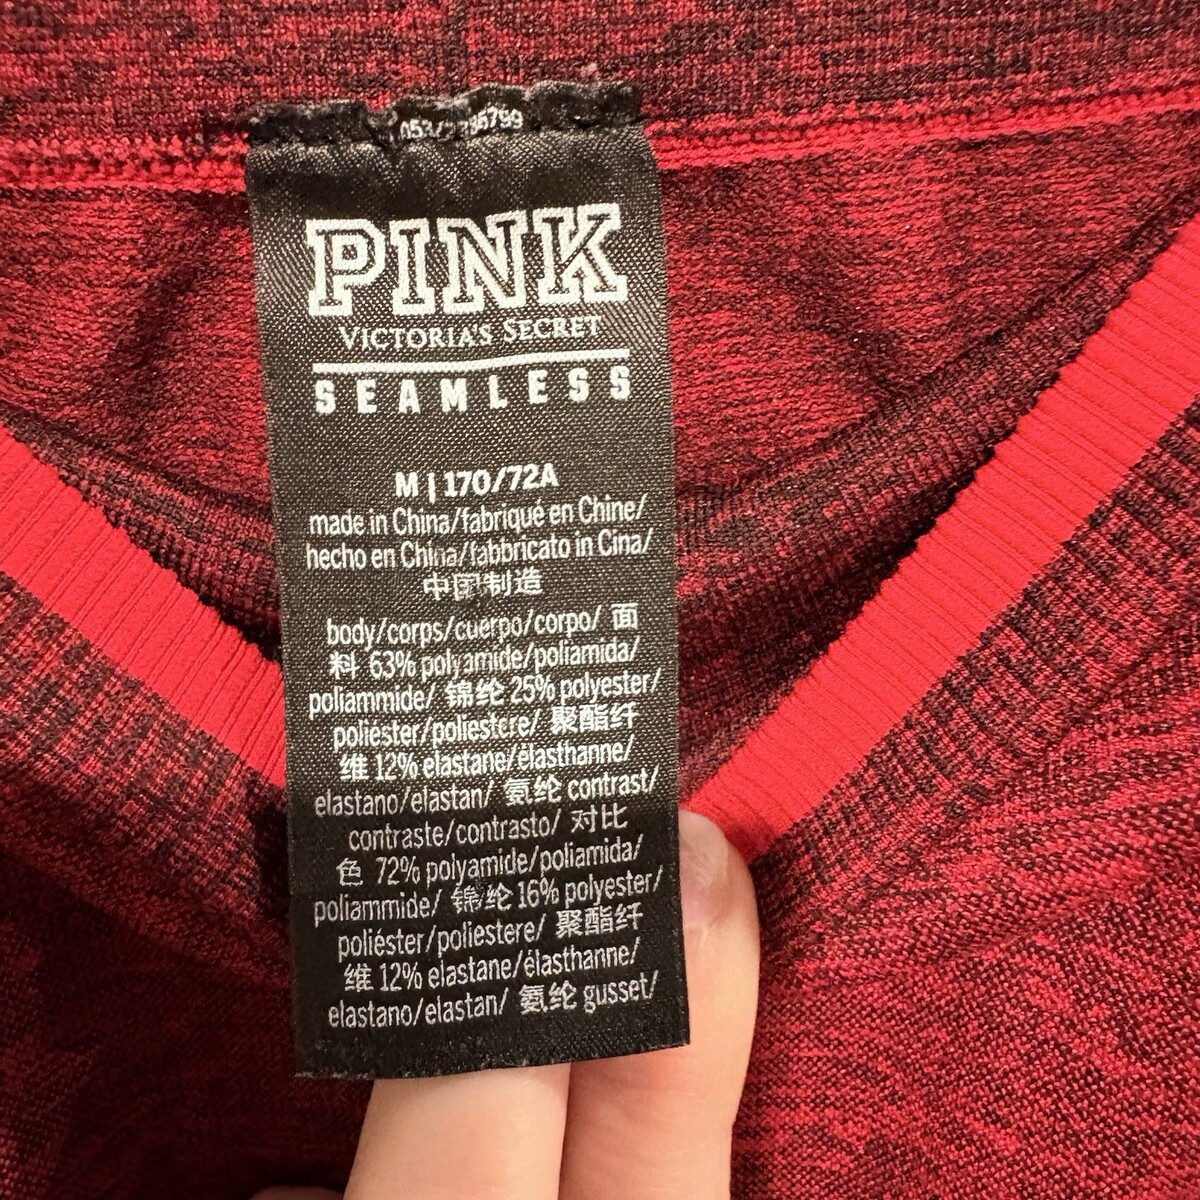 PINK
VICTORIA'S SECRET
SEAMLESS
M | 170/72A
made in China/fabriqué en Chine/
hecho en China/fabbricato in Cina/
中国制造
body/corps/cuerpo/corpo/ 面
料 63% polyamide/poliamida/
poliammide/ 锦纶 25% polyester/
poliéster/poliestere/ 聚酯纤
维 12% elastane/élasthanne/
elastano/elastan/ 氨纶 contrast/
contraste/contrasto/ 对比
色 72% polyamide/poliamida/
poliammide/ 锦纶 16% polyester/
poliéster/poliestere/ 聚酯纤
维 12% elastane/élasthanne/
elastano/elastan/ 氨纶 gusset/